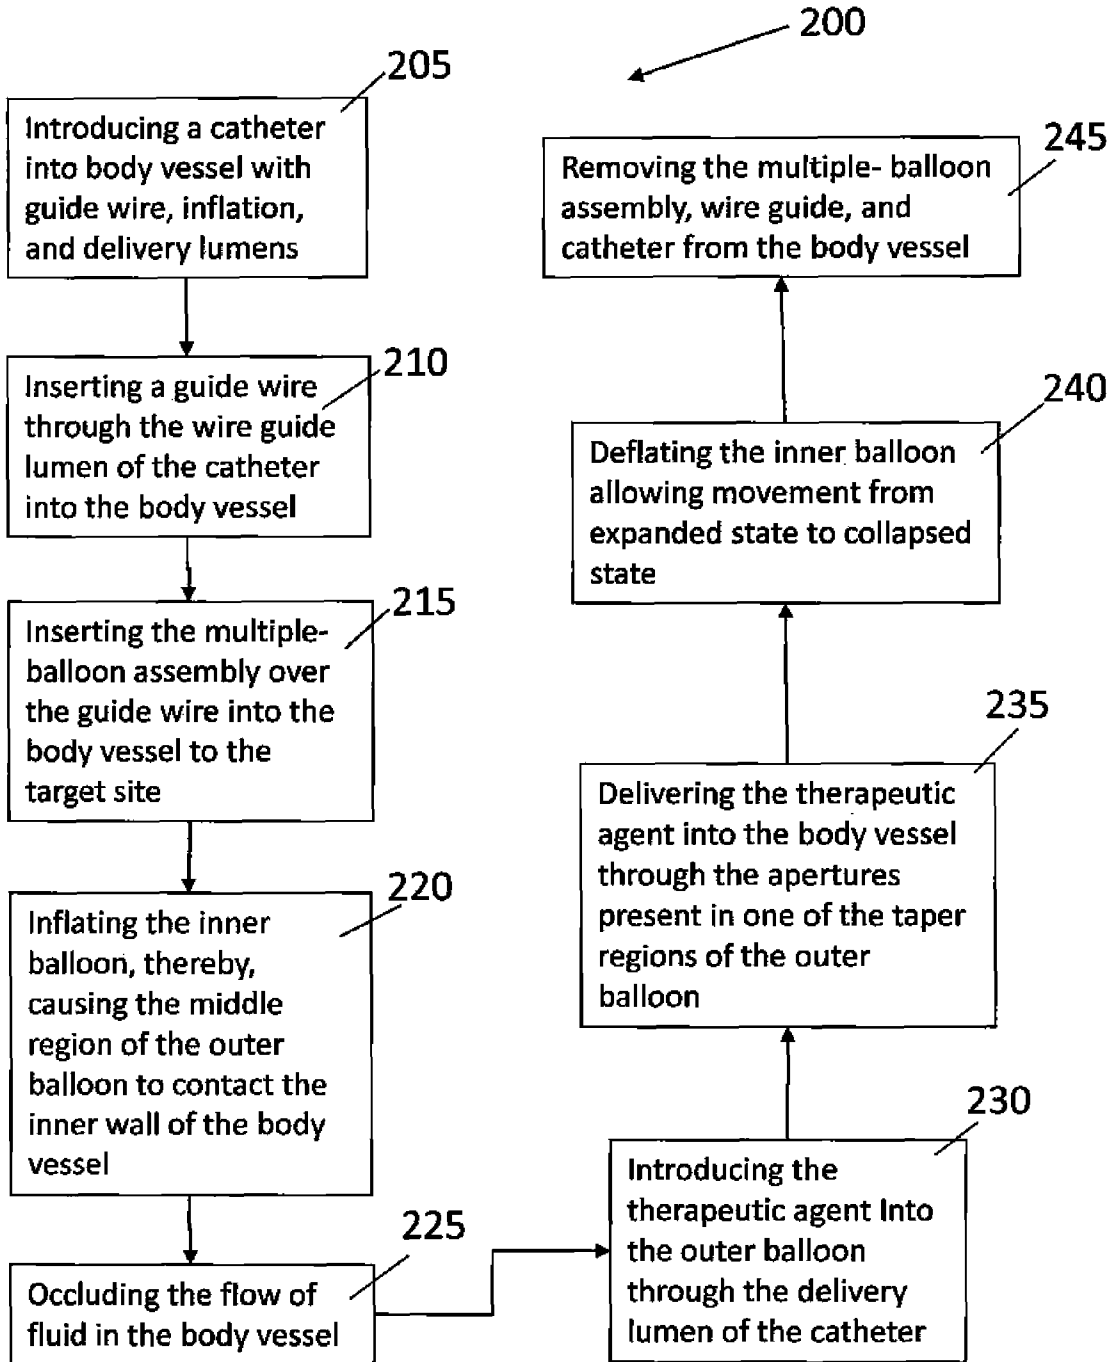 200
205
Introducing a catheter
into body vessel with
guide wire, inflation,
and delivery lumens
210
Inserting a guide wire
through the wire guide
lumen of the catheter
into the body vessel
215
Inserting the multiple-
balloon assembly over
the guide wire into the
body vessel to the
target site
220
Inflating the inner
balloon, thereby,
causing the middle
region of the outer
balloon to contact the
inner wall of the body
vessel
225
Occluding the flow of
fluid in the body vessel
230
Introducing the
therapeutic agent Into
the outer balloon
through the delivery
lumen of the catheter
235
Delivering the therapeutic
agent into the body vessel
through the apertures
present in one of the taper
regions of the outer
balloon
240
Deflating the inner balloon
allowing movement from
expanded state to collapsed
state
245
Removing the multiple- balloon
assembly, wire guide, and
catheter from the body vessel